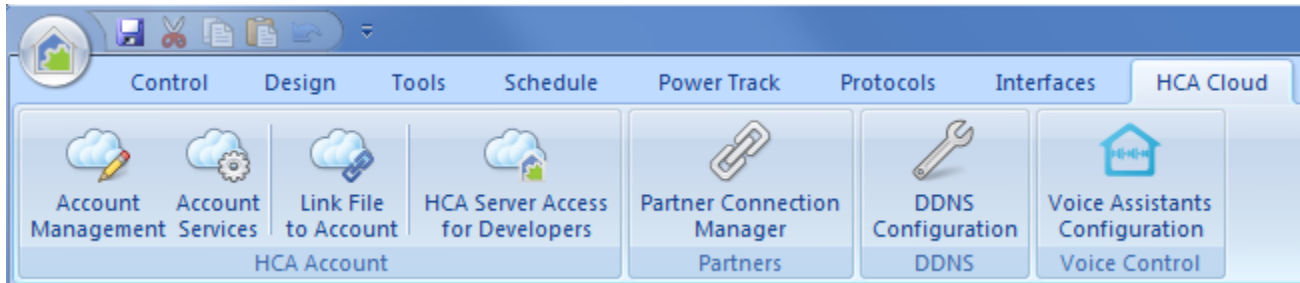 Control Design Tools Schedule Power Track Protocols Interfaces HCA Cloud
Account Management
Account Services
Link File to Account
HCA Server Access for Developers
HCA Account
Partner Connection Manager
Partners
DDNS Configuration
DDNS
Voice Assistants Configuration
Voice Control